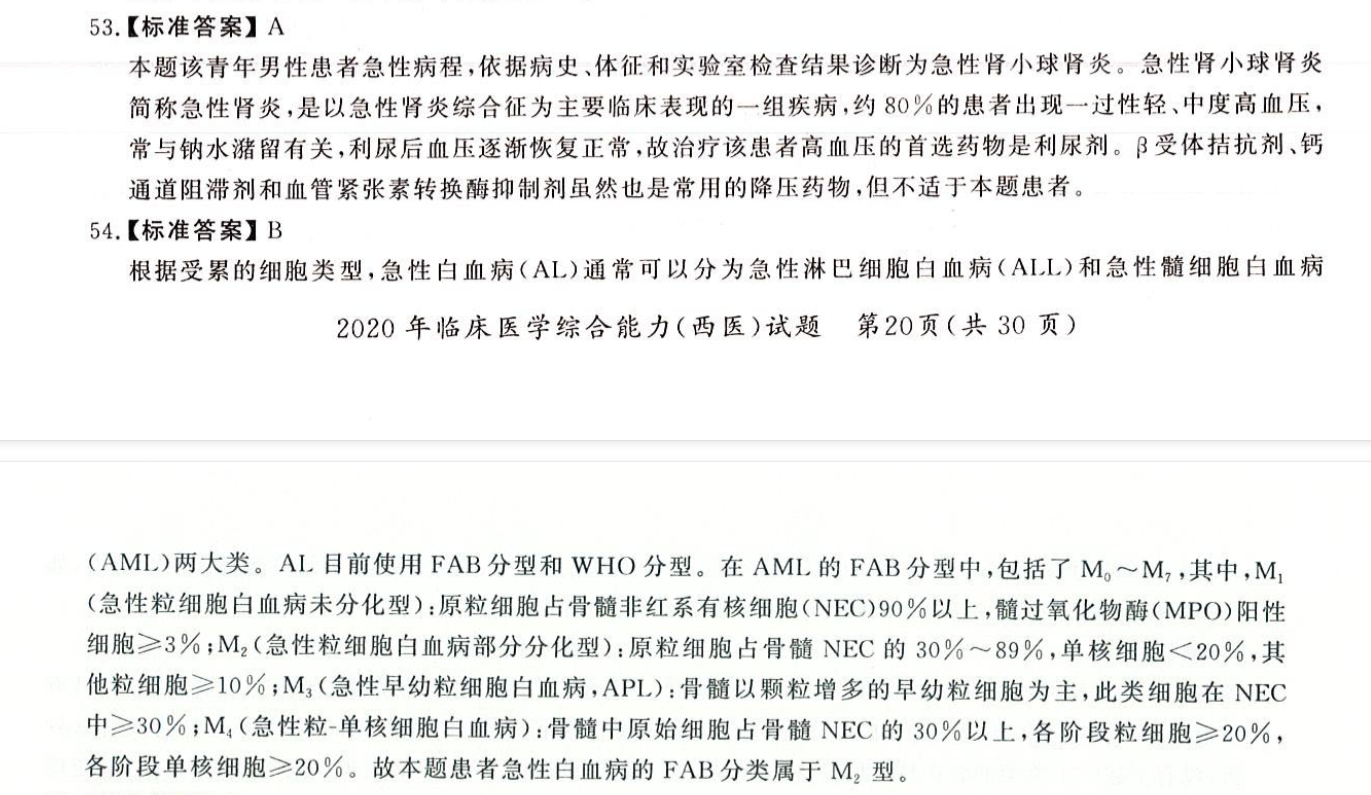 53.【标准答案】A
本题该青年男性患者急性病程,依据病史、体征和实验室检查结果诊断为急性肾小球肾炎。急性肾小球肾炎
简称急性肾炎,是以急性肾炎综合征为主要临床表现的一组疾病,约80%的患者出现一过性轻、中度高血压,
常与钠水潴留有关,利尿后血压逐渐恢复正常,故治疗该患者高血压的首选药物是利尿剂。β受体拮抗剂、钙
通道阻滞剂和血管紧张素转换酶抑制剂虽然也是常用的降压药物,但不适于本题患者。
54.【标准答案】B
根据受累的细胞类型,急性白血病(AL)通常可以分为急性淋巴细胞白血病(ALL)和急性髓细胞白血病
2020 年临床医学综合能力(西医)试题 第20页(共 30 页)
(AML)两大类。AL 目前使用 FAB 分型和 WHO 分型。在 AML 的 FAB 分型中,包括了 M₀～M₇,其中,M₁
(急性粒细胞白血病未分化型):原粒细胞占骨髓非红系有核细胞(NEC)90%以上,髓过氧化物酶(MPO)阳性
细胞≥3%;M₂(急性粒细胞白血病部分分化型):原粒细胞占骨髓 NEC 的 30%～89%,单核细胞<20%,其
他粒细胞≥10%;M₃(急性早幼粒细胞白血病,APL):骨髓以颗粒增多的早幼粒细胞为主,此类细胞在 NEC
中≥30%;M₄(急性粒-单核细胞白血病):骨髓中原始细胞占骨髓 NEC 的 30%以上,各阶段粒细胞≥20%,
各阶段单核细胞≥20%。故本题患者急性白血病的 FAB 分类属于 M₂ 型。